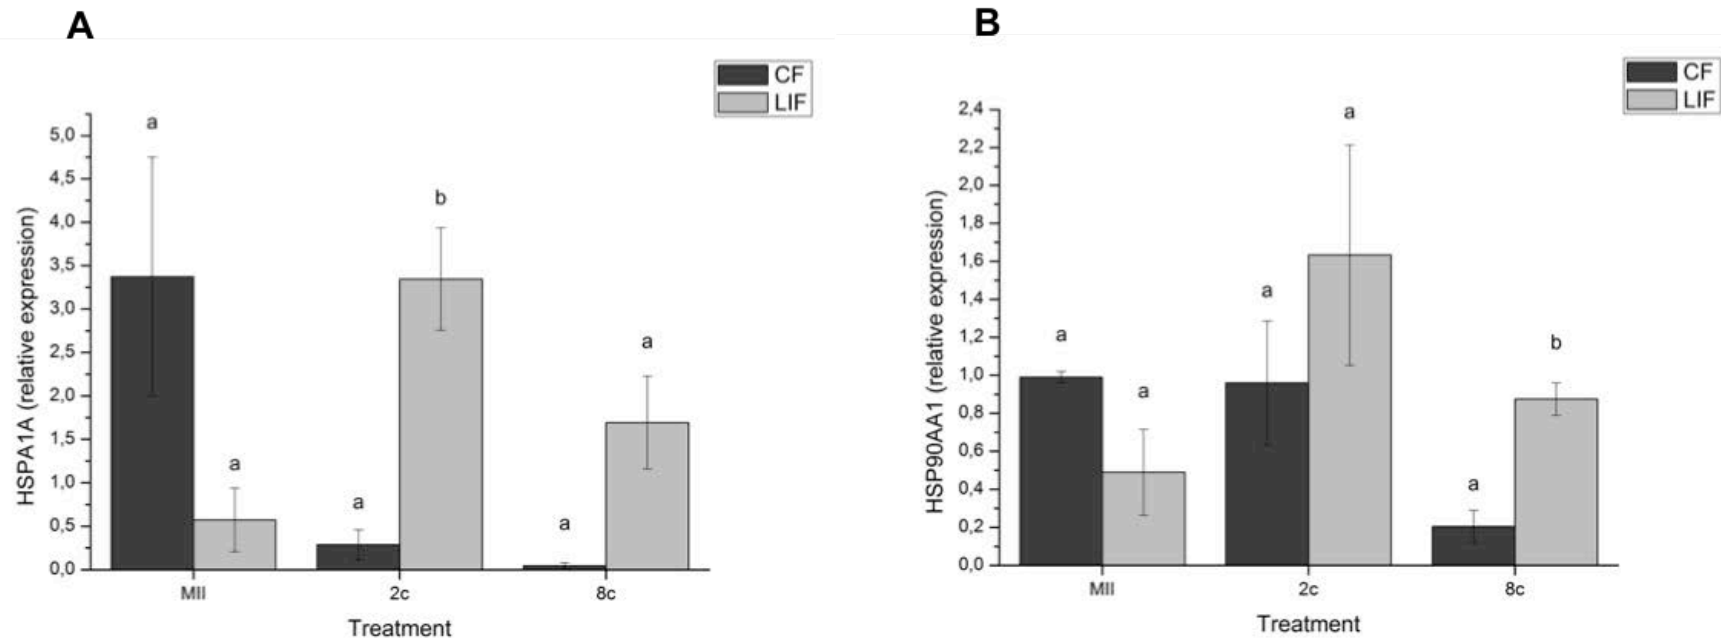 A
CF
LIF
HSPA1A (relative expression)
5,0
4,5
4,0
3,5
3,0
2,5
2,0
1,5
1,0
0,5
0,0
a
a
a
b
a
a
MII
2c
8c
Treatment
B
CF
LIF
HSP90AA1 (relative expression)
2,4
2,2
2,0
1,8
1,6
1,4
1,2
1,0
0,8
0,6
0,4
0,2
0,0
a
a
a
a
a
b
MII
2c
8c
Treatment